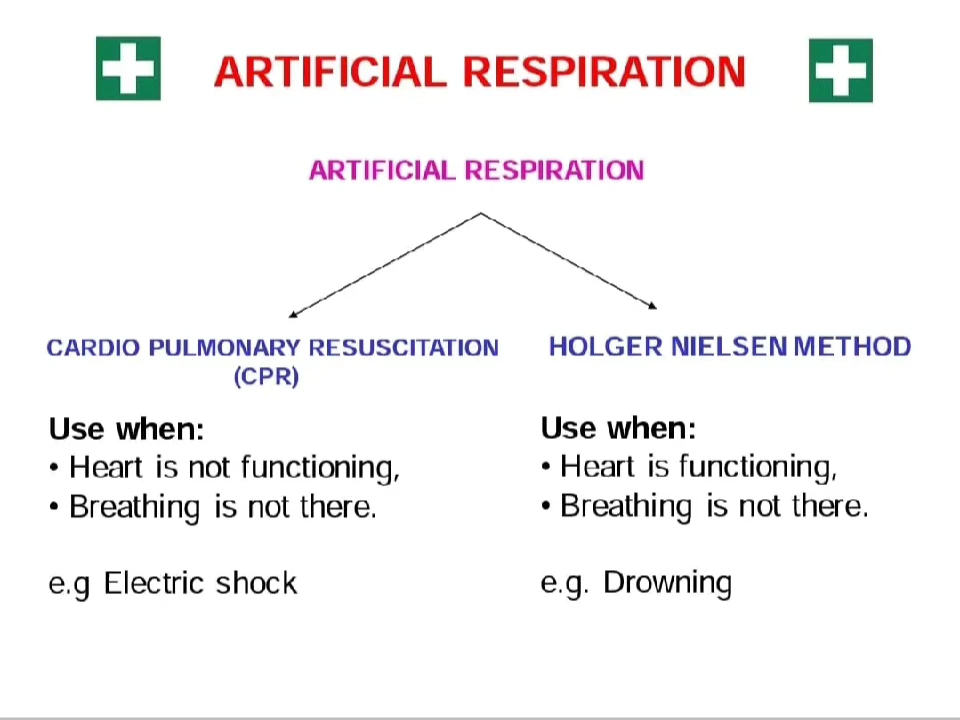 ARTIFICIAL RESPIRATION
ARTIFICIAL RESPIRATION
CARDIO PULMONARY RESUSCITATION
(CPR)
Use when:
• Heart is not functioning,
• Breathing is not there.
e.g Electric shock
HOLGER NIELSEN METHOD
Use when:
• Heart is functioning,
• Breathing is not there.
e.g. Drowning